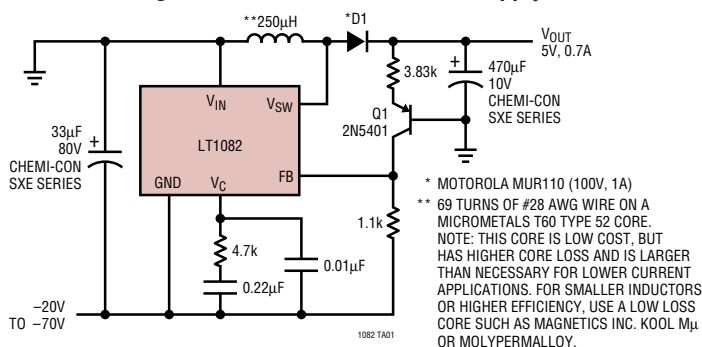 **250µH
*D1
VOUT
5V, 0.7A
3.83k
470µF
10V
CHEMI-CON
SXE SERIES
VIN
VSW
Q1
2N5401
33µF
80V
CHEMI-CON
SXE SERIES
LT1082
GND
VC
FB
1.1k
4.7k
0.22µF
0.01µF
–20V
TO –70V
1082 TA01
* MOTOROLA MUR110 (100V, 1A)
** 69 TURNS OF #28 AWG WIRE ON A
MICROMETALS T60 TYPE 52 CORE.
NOTE: THIS CORE IS LOW COST, BUT
HAS HIGHER CORE LOSS AND IS LARGER
THAN NECESSARY FOR LOWER CURRENT
APPLICATIONS. FOR SMALLER INDUCTORS
OR HIGHER EFFICIENCY, USE A LOW LOSS
CORE SUCH AS MAGNETICS INC. KOOL Mµ
OR MOLYPERMALLOY.